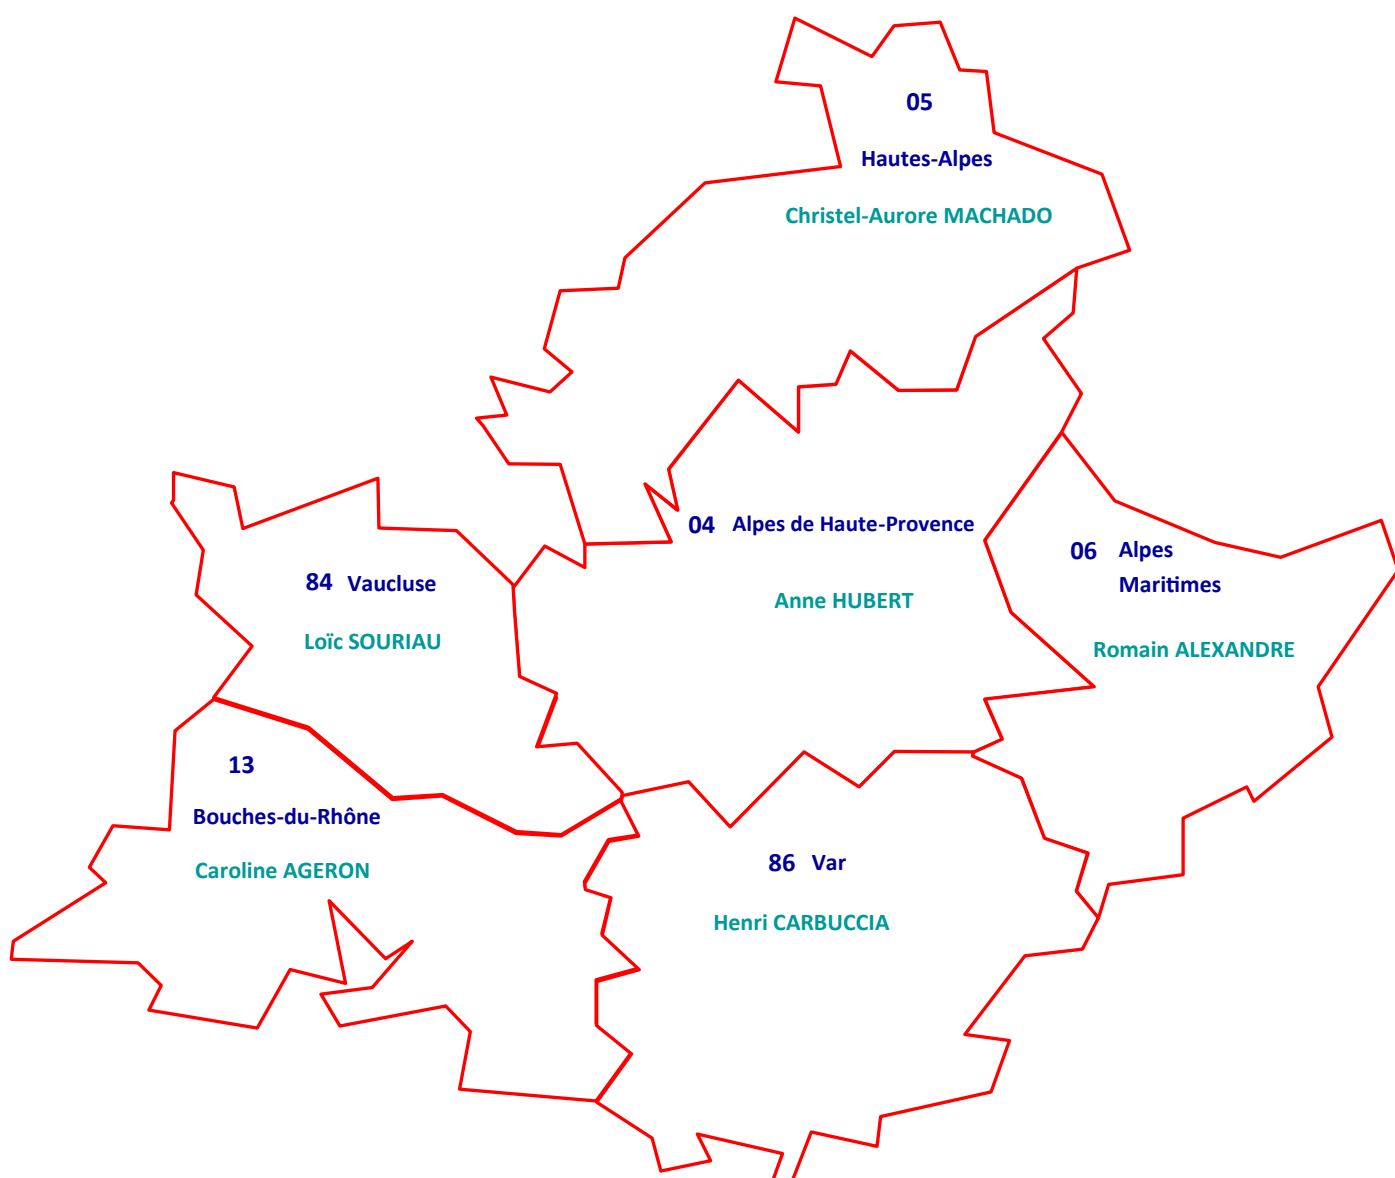 05
Hautes-Alpes
Christel-Aurore MACHADO
04 Alpes de Haute-Provence
Anne HUBERT
06 Alpes
Maritimes
Romain ALEXANDRE
84 Vaucluse
Loïc SOURIAU
13
Bouches-du-Rhône
Caroline AGERON
86 Var
Henri CARBUCCIA